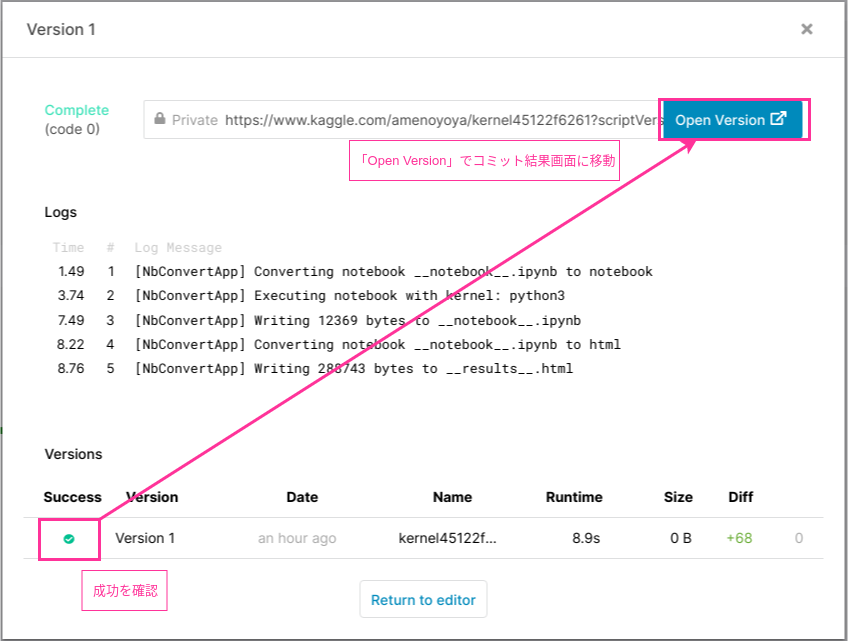 Version 1
Complete
(code 0)
Private https://www.kaggle.com/amenoyoya/kernel45122f6261?scriptVers
Open Version
「Open Version」でコミット結果画面に移動
Logs
Time # Log Message
1.49 1 [NbConvertApp] Converting notebook __notebook__.ipynb to notebook
3.74 2 [NbConvertApp] Executing notebook with kernel: python3
7.49 3 [NbConvertApp] Writing 12369 bytes to __notebook__.ipynb
8.22 4 [NbConvertApp] Converting notebook __notebook__.ipynb to html
8.76 5 [NbConvertApp] Writing 288743 bytes to __results__.html
Versions
Success Version Date Name Runtime Size Diff
Version 1 an hour ago kernel45122f... 8.9s 0 B +68 0
成功を確認
Return to editor